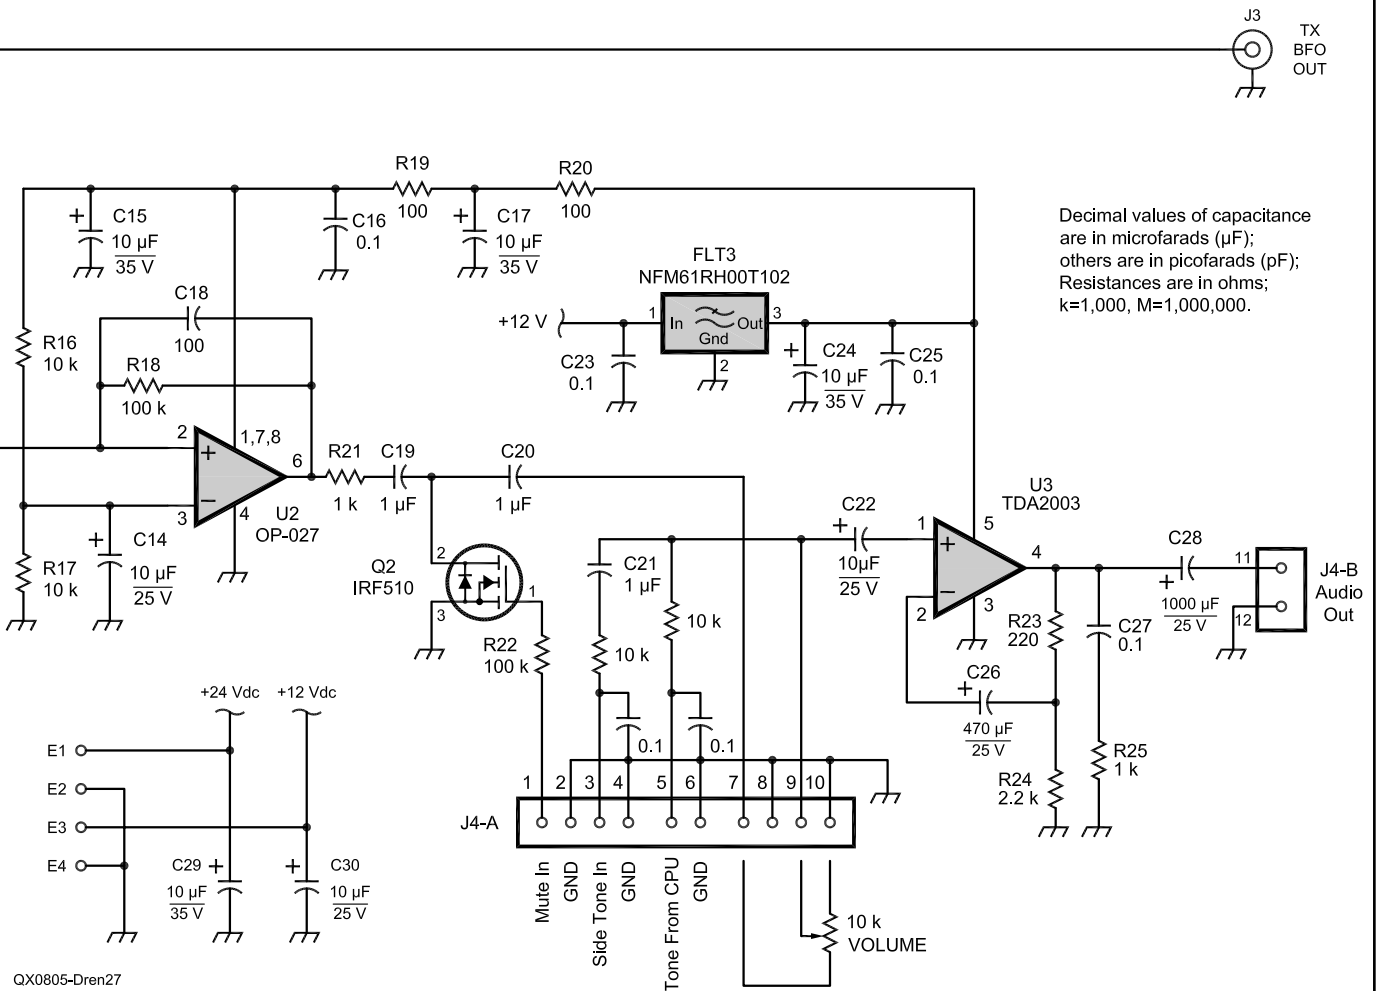 J3
TX
BFO
OUT
R19
100
R20
100
+
C15
10 µF
35 V
C16
0.1
+
C17
10 µF
35 V
Decimal values of capacitance
are in microfarads (µF);
others are in picofarads (pF);
Resistances are in ohms;
k=1,000, M=1,000,000.
FLT3
NFM61RH00T102
+12 V
1
In
Out
3
Gnd
2
C23
0.1
+
C24
10 µF
35 V
C25
0.1
C18
100
R16
10 k
R18
100 k
2
+
1,7,8
6
−
3
4
U2
OP-027
R21
1 k
C19
1 µF
C20
1 µF
+
C14
10 µF
25 V
R17
10 k
Q2
IRF510
2
3
1
R22
100 k
C21
1 µF
10 k
10 k
0.1
0.1
C22
+
10µF
25 V
U3
TDA2003
1
+
5
4
−
2
3
R23
220
C26
+
470 µF
25 V
R24
2.2 k
C27
0.1
R25
1 k
C28
+
1000 µF
25 V
11
12
J4-B
Audio
Out
+24 Vdc
+12 Vdc
E1
E2
E3
E4
C29
+
10 µF
35 V
+
C30
10 µF
25 V
1
2
3
4
5
6
7
8
9
10
J4-A
Mute In
GND
Side Tone In
GND
Tone From CPU
GND
10 k
VOLUME
QX0805-Dren27